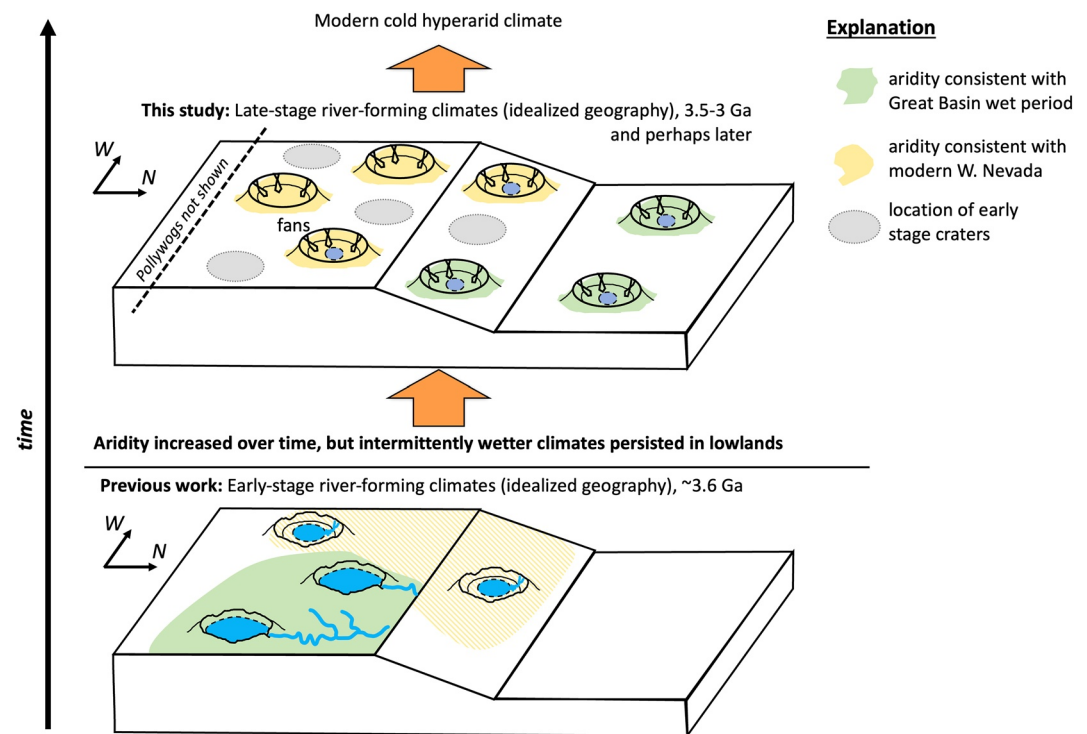 Modern cold hyperarid climate
This study: Late-stage river-forming climates (idealized geography), 3.5-3 Ga
and perhaps later
W
N
Pollywogs not shown
fans
Explanation
aridity consistent with
Great Basin wet period
aridity consistent with
modern W. Nevada
location of early
stage craters
time
Aridity increased over time, but intermittently wetter climates persisted in lowlands
Previous work: Early-stage river-forming climates (idealized geography), ~3.6 Ga
W
N